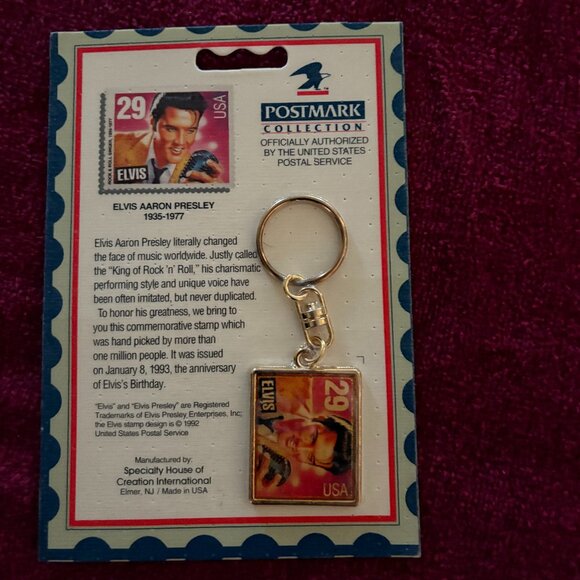 29
USA
ROCK & ROLL SINGER, 1935-1977
ELVIS
POSTMARK
COLLECTION
OFFICIALLY AUTHORIZED
BY THE UNITED STATES
POSTAL SERVICE
ELVIS AARON PRESLEY
1935-1977
Elvis Aaron Presley literally changed
the face of music worldwide. Justly called
the "King of Rock 'n' Roll," his charismatic
performing style and unique voice have
been often imitated, but never duplicated.
To honor his greatness, we bring to
you this commemorative stamp which
was hand picked by more than
one million people. It was issued
on January 8, 1993, the anniversary
of Elvis's Birthday.
"Elvis" and "Elvis Presley" are Registered
Trademarks of Elvis Presley Enterprises, Inc;
the Elvis stamp design is © 1992
United States Postal Service
Manufactured by:
Specialty House of
Creation International
Elmer, NJ / Made in USA
ELVIS
29
USA